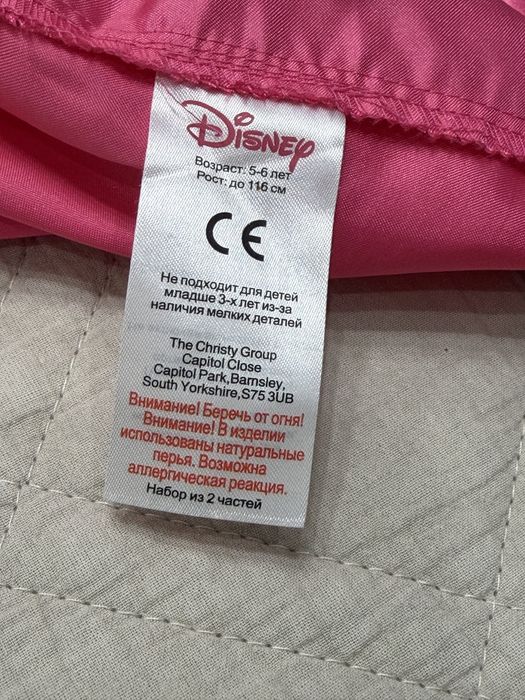 Disney
Возраст: 5-6 лет
Рост: до 116 см
CE
Не подходит для детей
младше 3-х лет из-за
наличия мелких деталей
The Christy Group
Capitol Close
Capitol Park,Barnsley,
South Yorkshire,S75 3UB
Внимание! Беречь от огня!
Внимание! В изделии
использованы натуральные
перья. Возможна
аллергическая реакция.
Набор из 2 частей